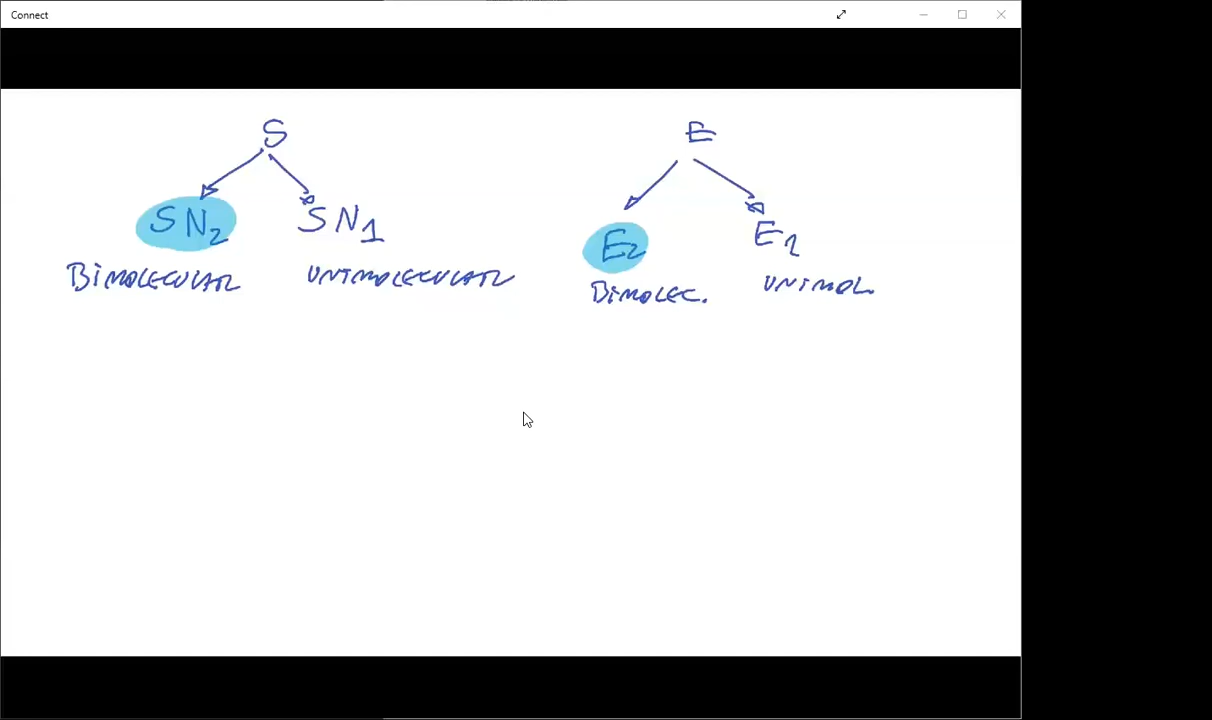 Connect
S E
SN2 SN1 E2 E1
BIMOLECULAR UNIMOLECULAR BIMOLEC. UNIMOL.